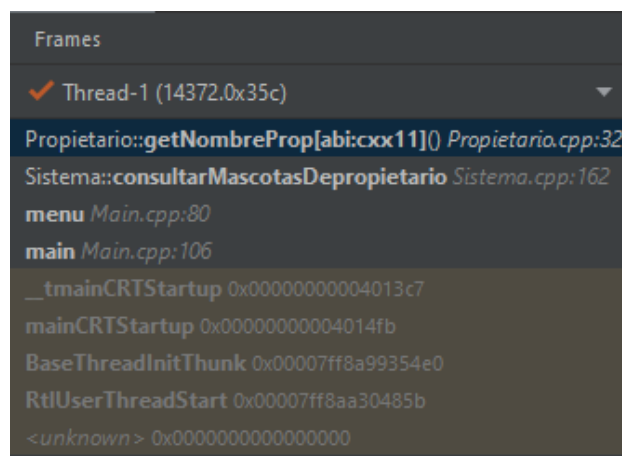 Frames
Thread-1 (14372.0x35c)
Propietario::getNombreProp[abi:cxx11]() Propietario.cpp:32
Sistema::consultarMascotasDepropietario Sistema.cpp:162
menu Main.cpp:80
main Main.cpp:106
__tmainCRTStartup 0x00000000004013c7
mainCRTStartup 0x00000000004014fb
BaseThreadInitThunk 0x00007ff8a99354e0
RtlUserThreadStart 0x00007ff8aa30485b
<unknown> 0x0000000000000000